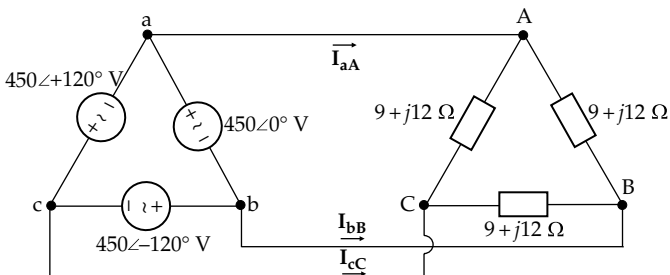 a
A
I_aA
450∠+120° V
+ ~ −
+ ~ −
450∠0° V
9+j12 Ω
9+j12 Ω
c
− ~ +
b
C
B
9+j12 Ω
450∠−120° V
I_bB
I_cC